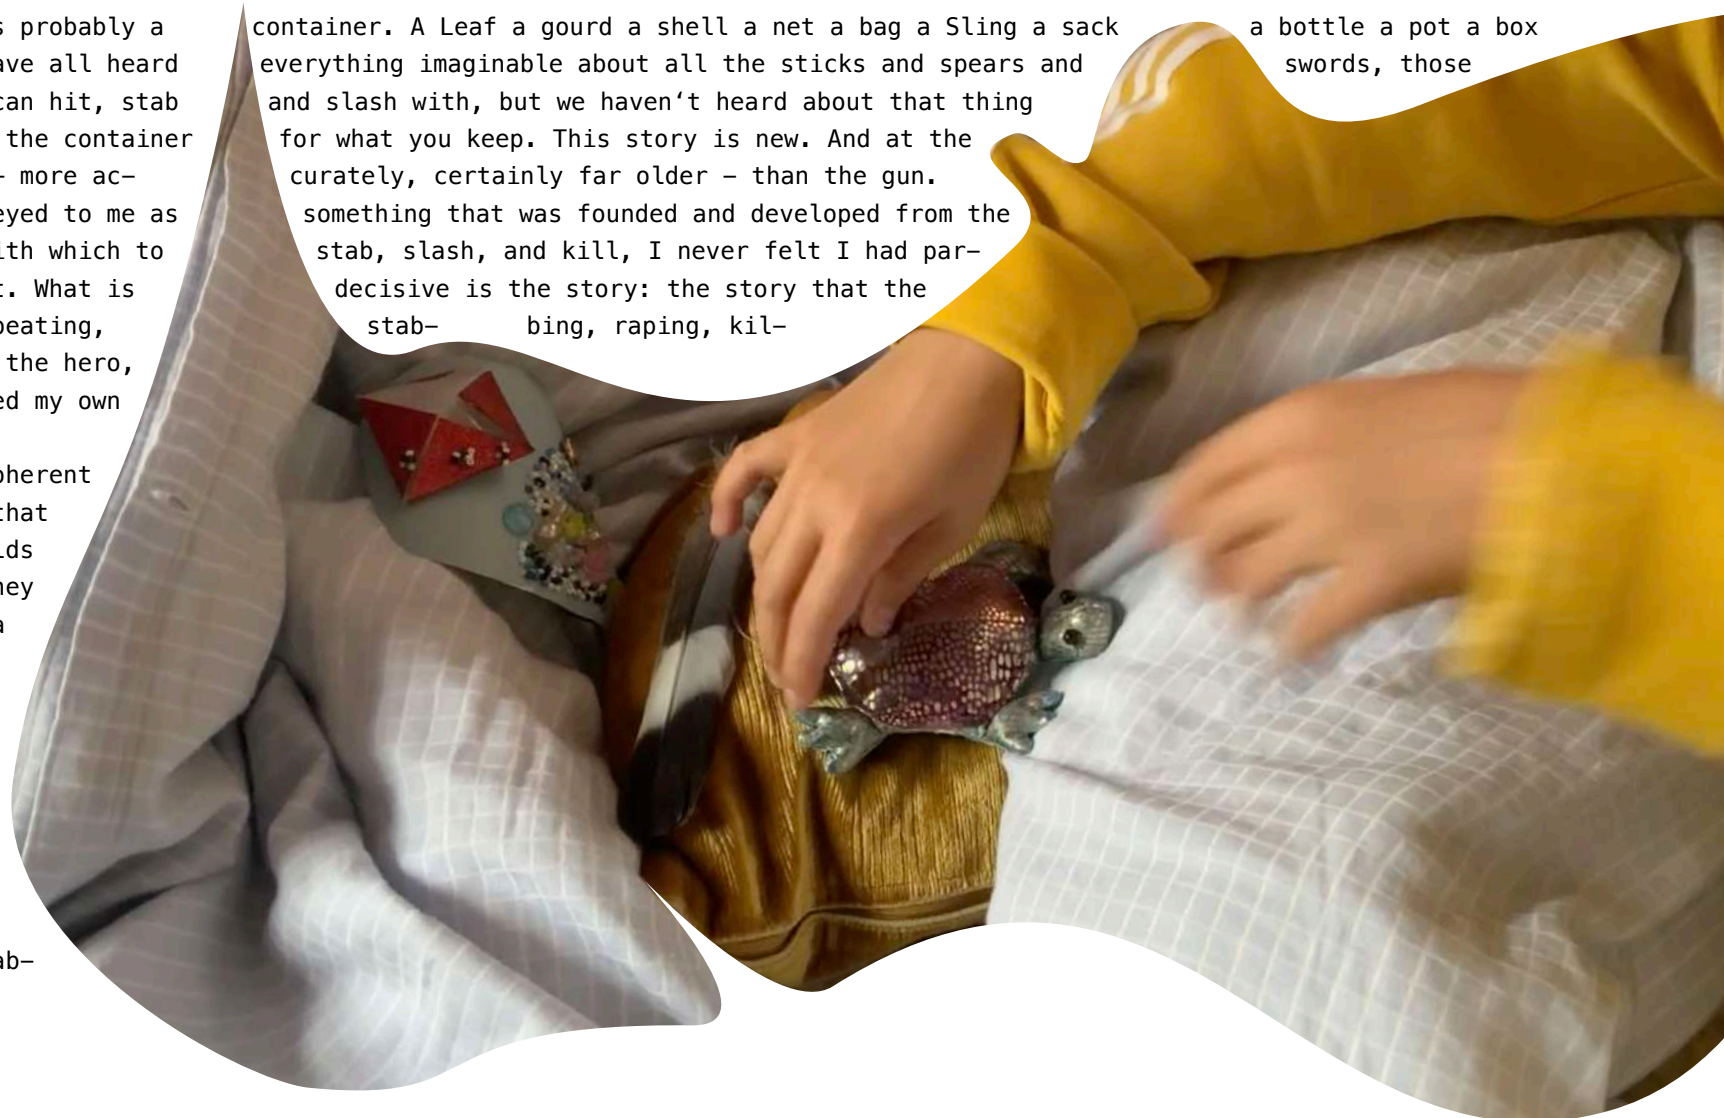 s probably a container. A Leaf a gourd a shell a net a bag a Sling a sack a bottle a pot a box
ave all heard everything imaginable about all the sticks and spears and swords, those
can hit, stab and slash with, but we haven‘t heard about that thing
the container for what you keep. This story is new. And at the
– more ac– curately, certainly far older – than the gun.
eyed to me as something that was founded and developed from the
ith which to stab, slash, and kill, I never felt I had par–
t. What is decisive is the story: the story that the
beating, stab– bing, raping, kil–
the hero,
ed my own
oherent
that
lds
hey
a
ab–